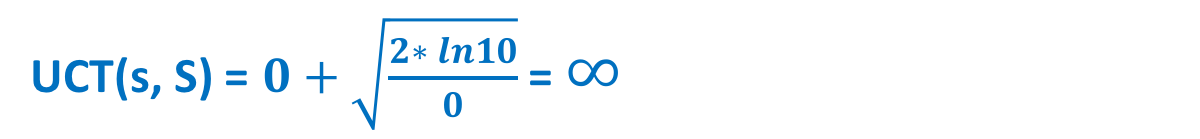 UCT(s, S) = 0 + √(2* ln10 / 0) = ∞